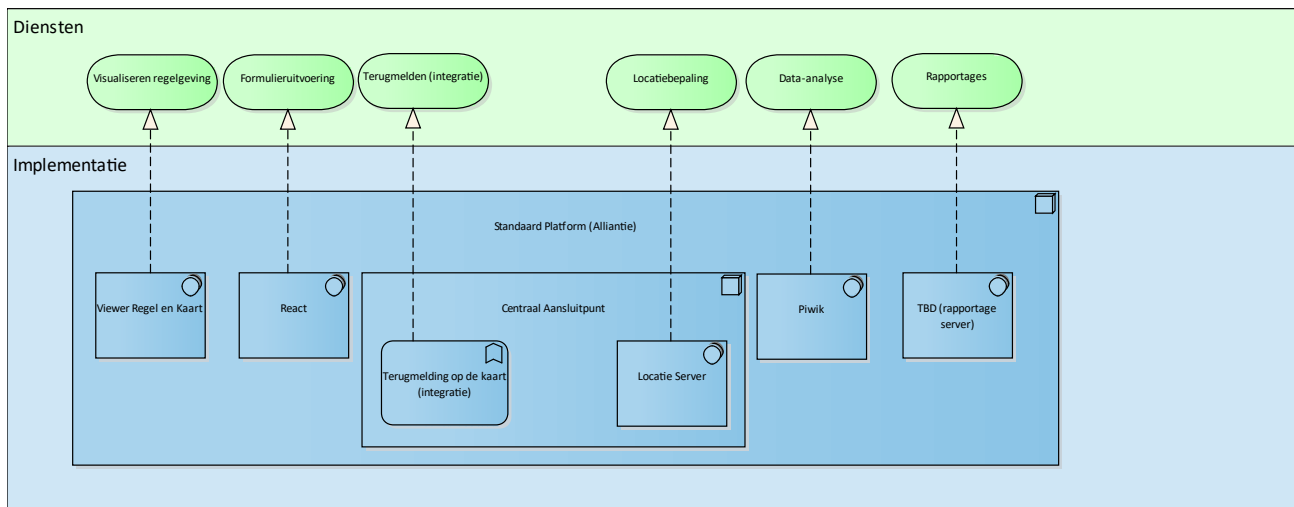 Diensten
Visualiseren regelgeving
Formulieruitvoering
Terugmelden (integratie)
Locatiebepaling
Data-analyse
Rapportages
Implementatie
Standaard Platform (Alliantie)
Viewer Regel en Kaart
React
Centraal Aansluitpunt
Piwik
TBD (rapportage
server)
Terugmelding op de kaart
(integratie)
Locatie Server